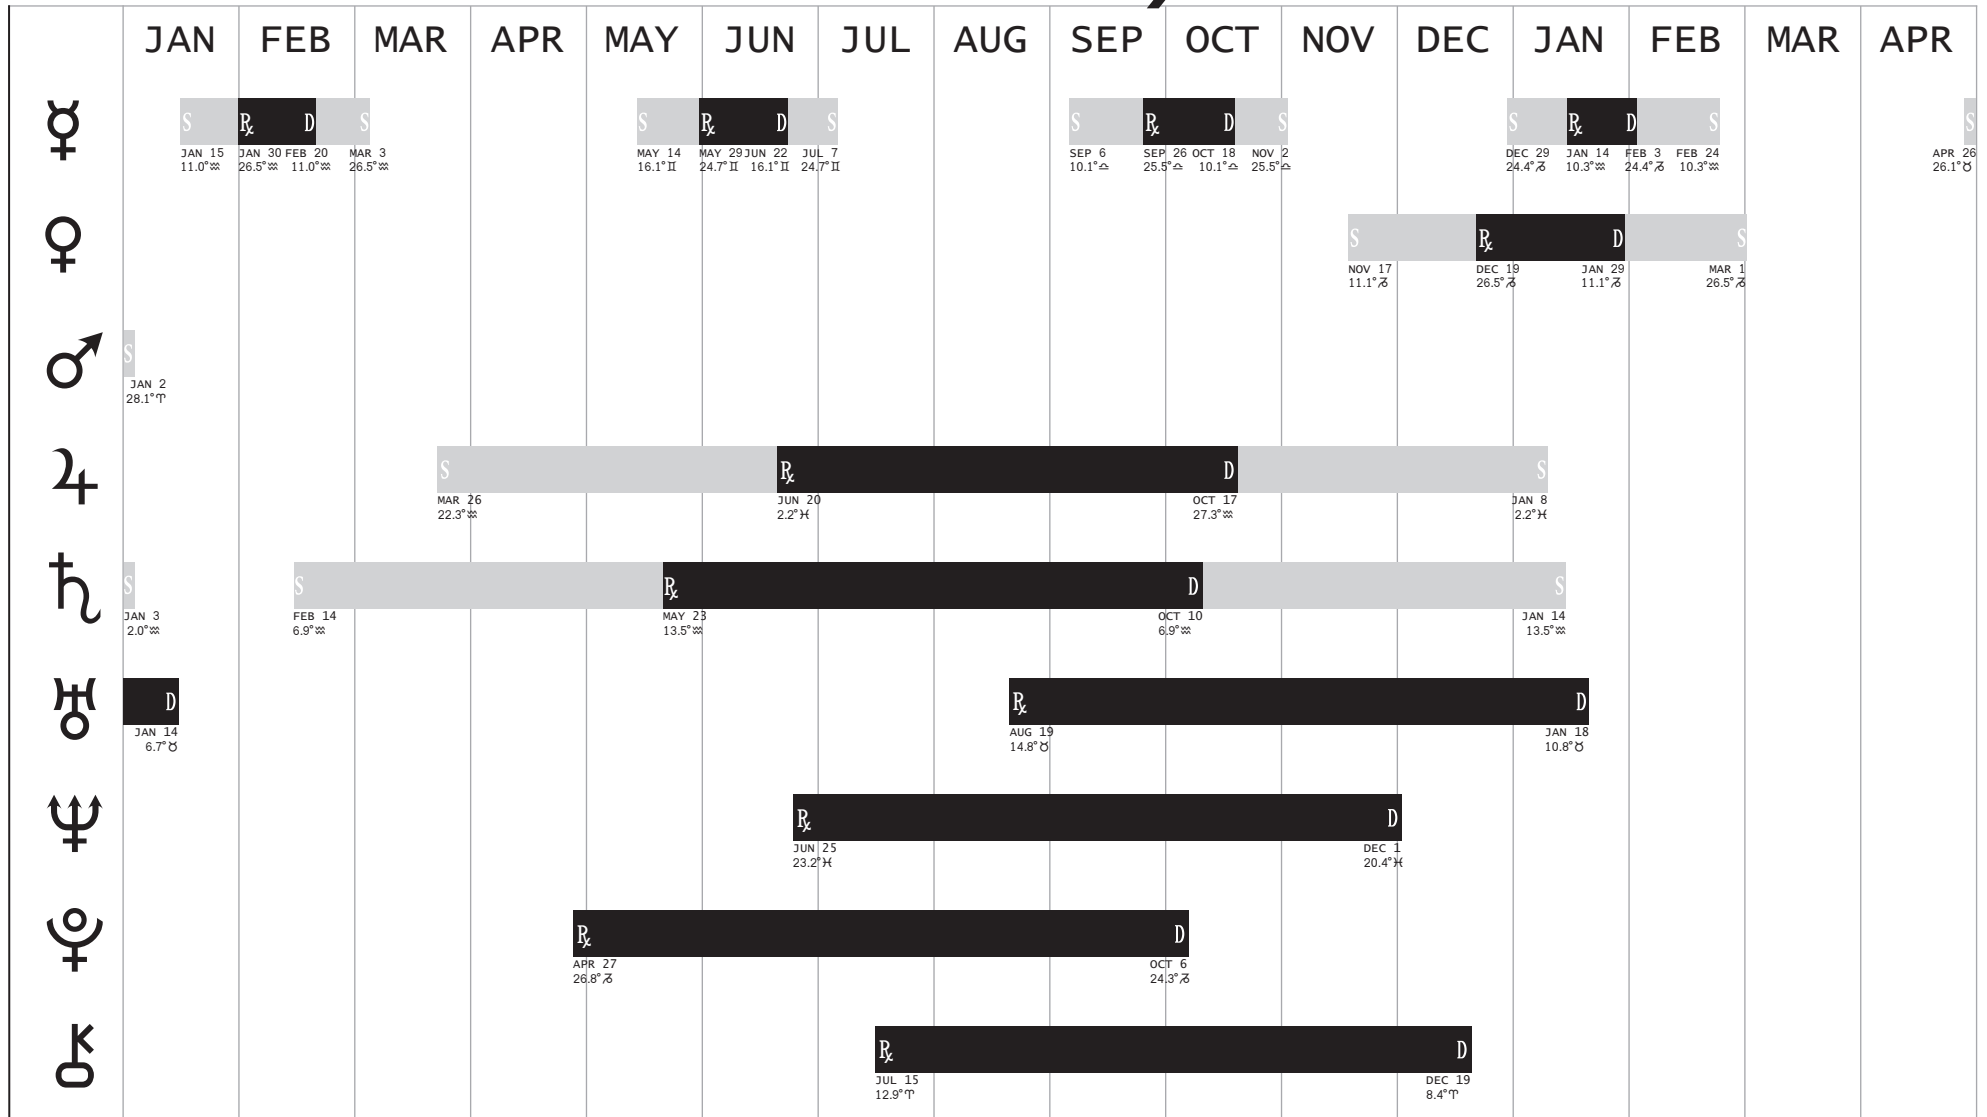 JAN FEB MAR APR MAY JUN JUL AUG SEP OCT NOV DEC JAN FEB MAR APR
☿ S ℞ D S S ℞ D S S ℞ D S S ℞ D S S
JAN 15 JAN 30 FEB 20 MAR 3 MAY 14 MAY 29 JUN 22 JUL 7 SEP 6 SEP 26 OCT 18 NOV 2 DEC 29 JAN 14 FEB 3 FEB 24 APR 26
11.0°♒ 26.5°♒ 11.0°♒ 26.5°♒ 16.1°♊ 24.7°♊ 16.1°♊ 24.7°♊ 10.1°♎ 25.5°♎ 10.1°♎ 25.5°♎ 24.4°♑ 10.3°♒ 24.4°♑ 10.3°♒ 26.1°♉
♀ S ℞ D S
NOV 17 DEC 19 JAN 29 MAR 1
11.1°♑ 26.5°♑ 11.1°♑ 26.5°♑
♂ S
JAN 2
28.1°♈
♃ S ℞ D S
MAR 26 JUN 20 OCT 17 JAN 8
22.3°♒ 2.2°♓ 27.3°♒ 2.2°♓
♄ S S ℞ D S
JAN 3 FEB 14 MAY 23 OCT 10 JAN 14
2.0°♒ 6.9°♒ 13.5°♒ 6.9°♒ 13.5°♒
♅ D ℞ D
JAN 14 AUG 19 JAN 18
6.7°♉ 14.8°♉ 10.8°♉
♆ ℞ D
JUN 25 DEC 1
23.2°♓ 20.4°♓
⯓ ℞ D
APR 27 OCT 6
26.8°♑ 24.3°♑
⚷ ℞ D
JUL 15 DEC 19
12.9°♈ 8.4°♈